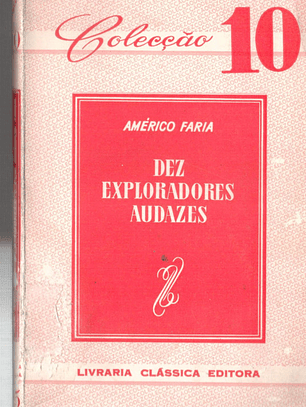 Colecção 10
AMÉRICO FARIA
DEZ
EXPLORADORES
AUDAZES
LIVRARIA CLÁSSICA EDITORA